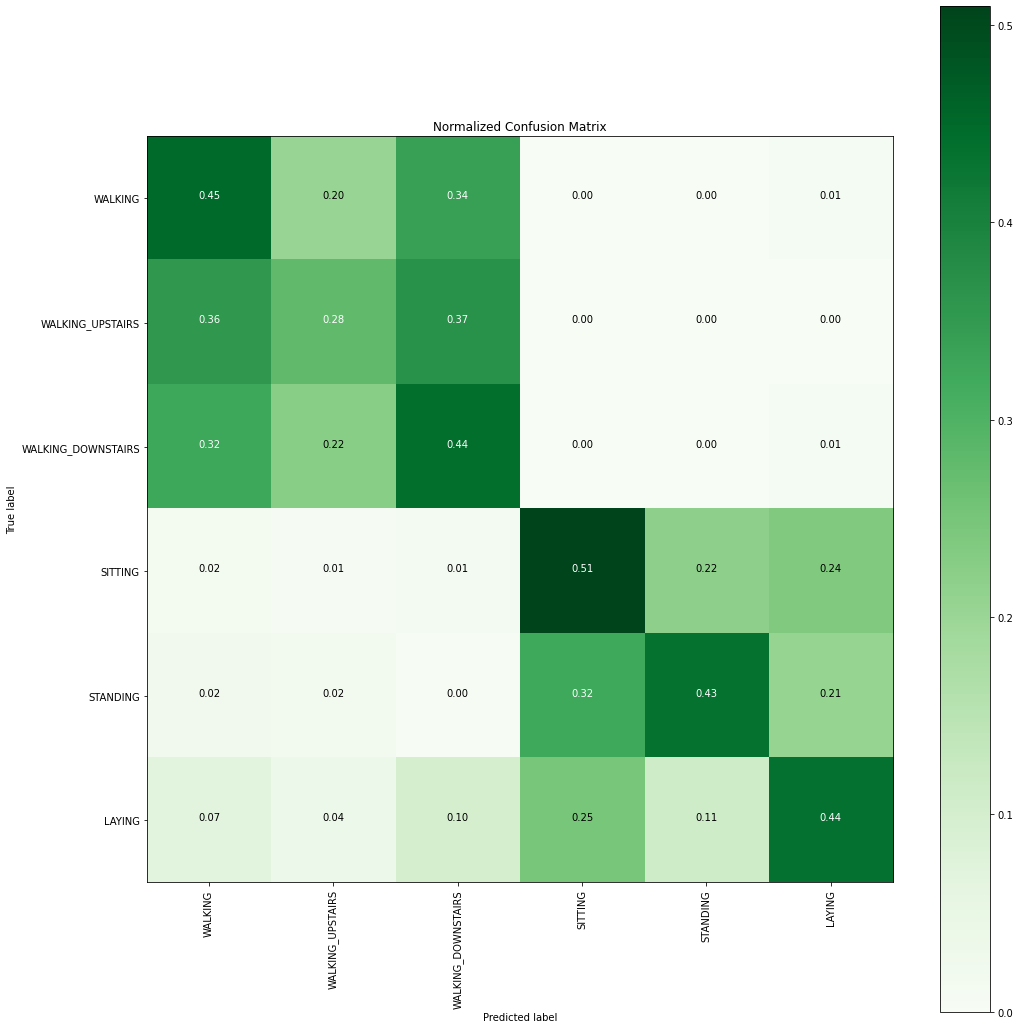 Normalized Confusion Matrix
True label
WALKING 0.45 0.20 0.34 0.00 0.00 0.01
WALKING_UPSTAIRS 0.36 0.28 0.37 0.00 0.00 0.00
WALKING_DOWNSTAIRS 0.32 0.22 0.44 0.00 0.00 0.01
SITTING 0.02 0.01 0.01 0.51 0.22 0.24
STANDING 0.02 0.02 0.00 0.32 0.43 0.21
LAYING 0.07 0.04 0.10 0.25 0.11 0.44
WALKING
WALKING_UPSTAIRS
WALKING_DOWNSTAIRS
SITTING
STANDING
LAYING
Predicted label
0.5
0.4
0.3
0.2
0.1
0.0